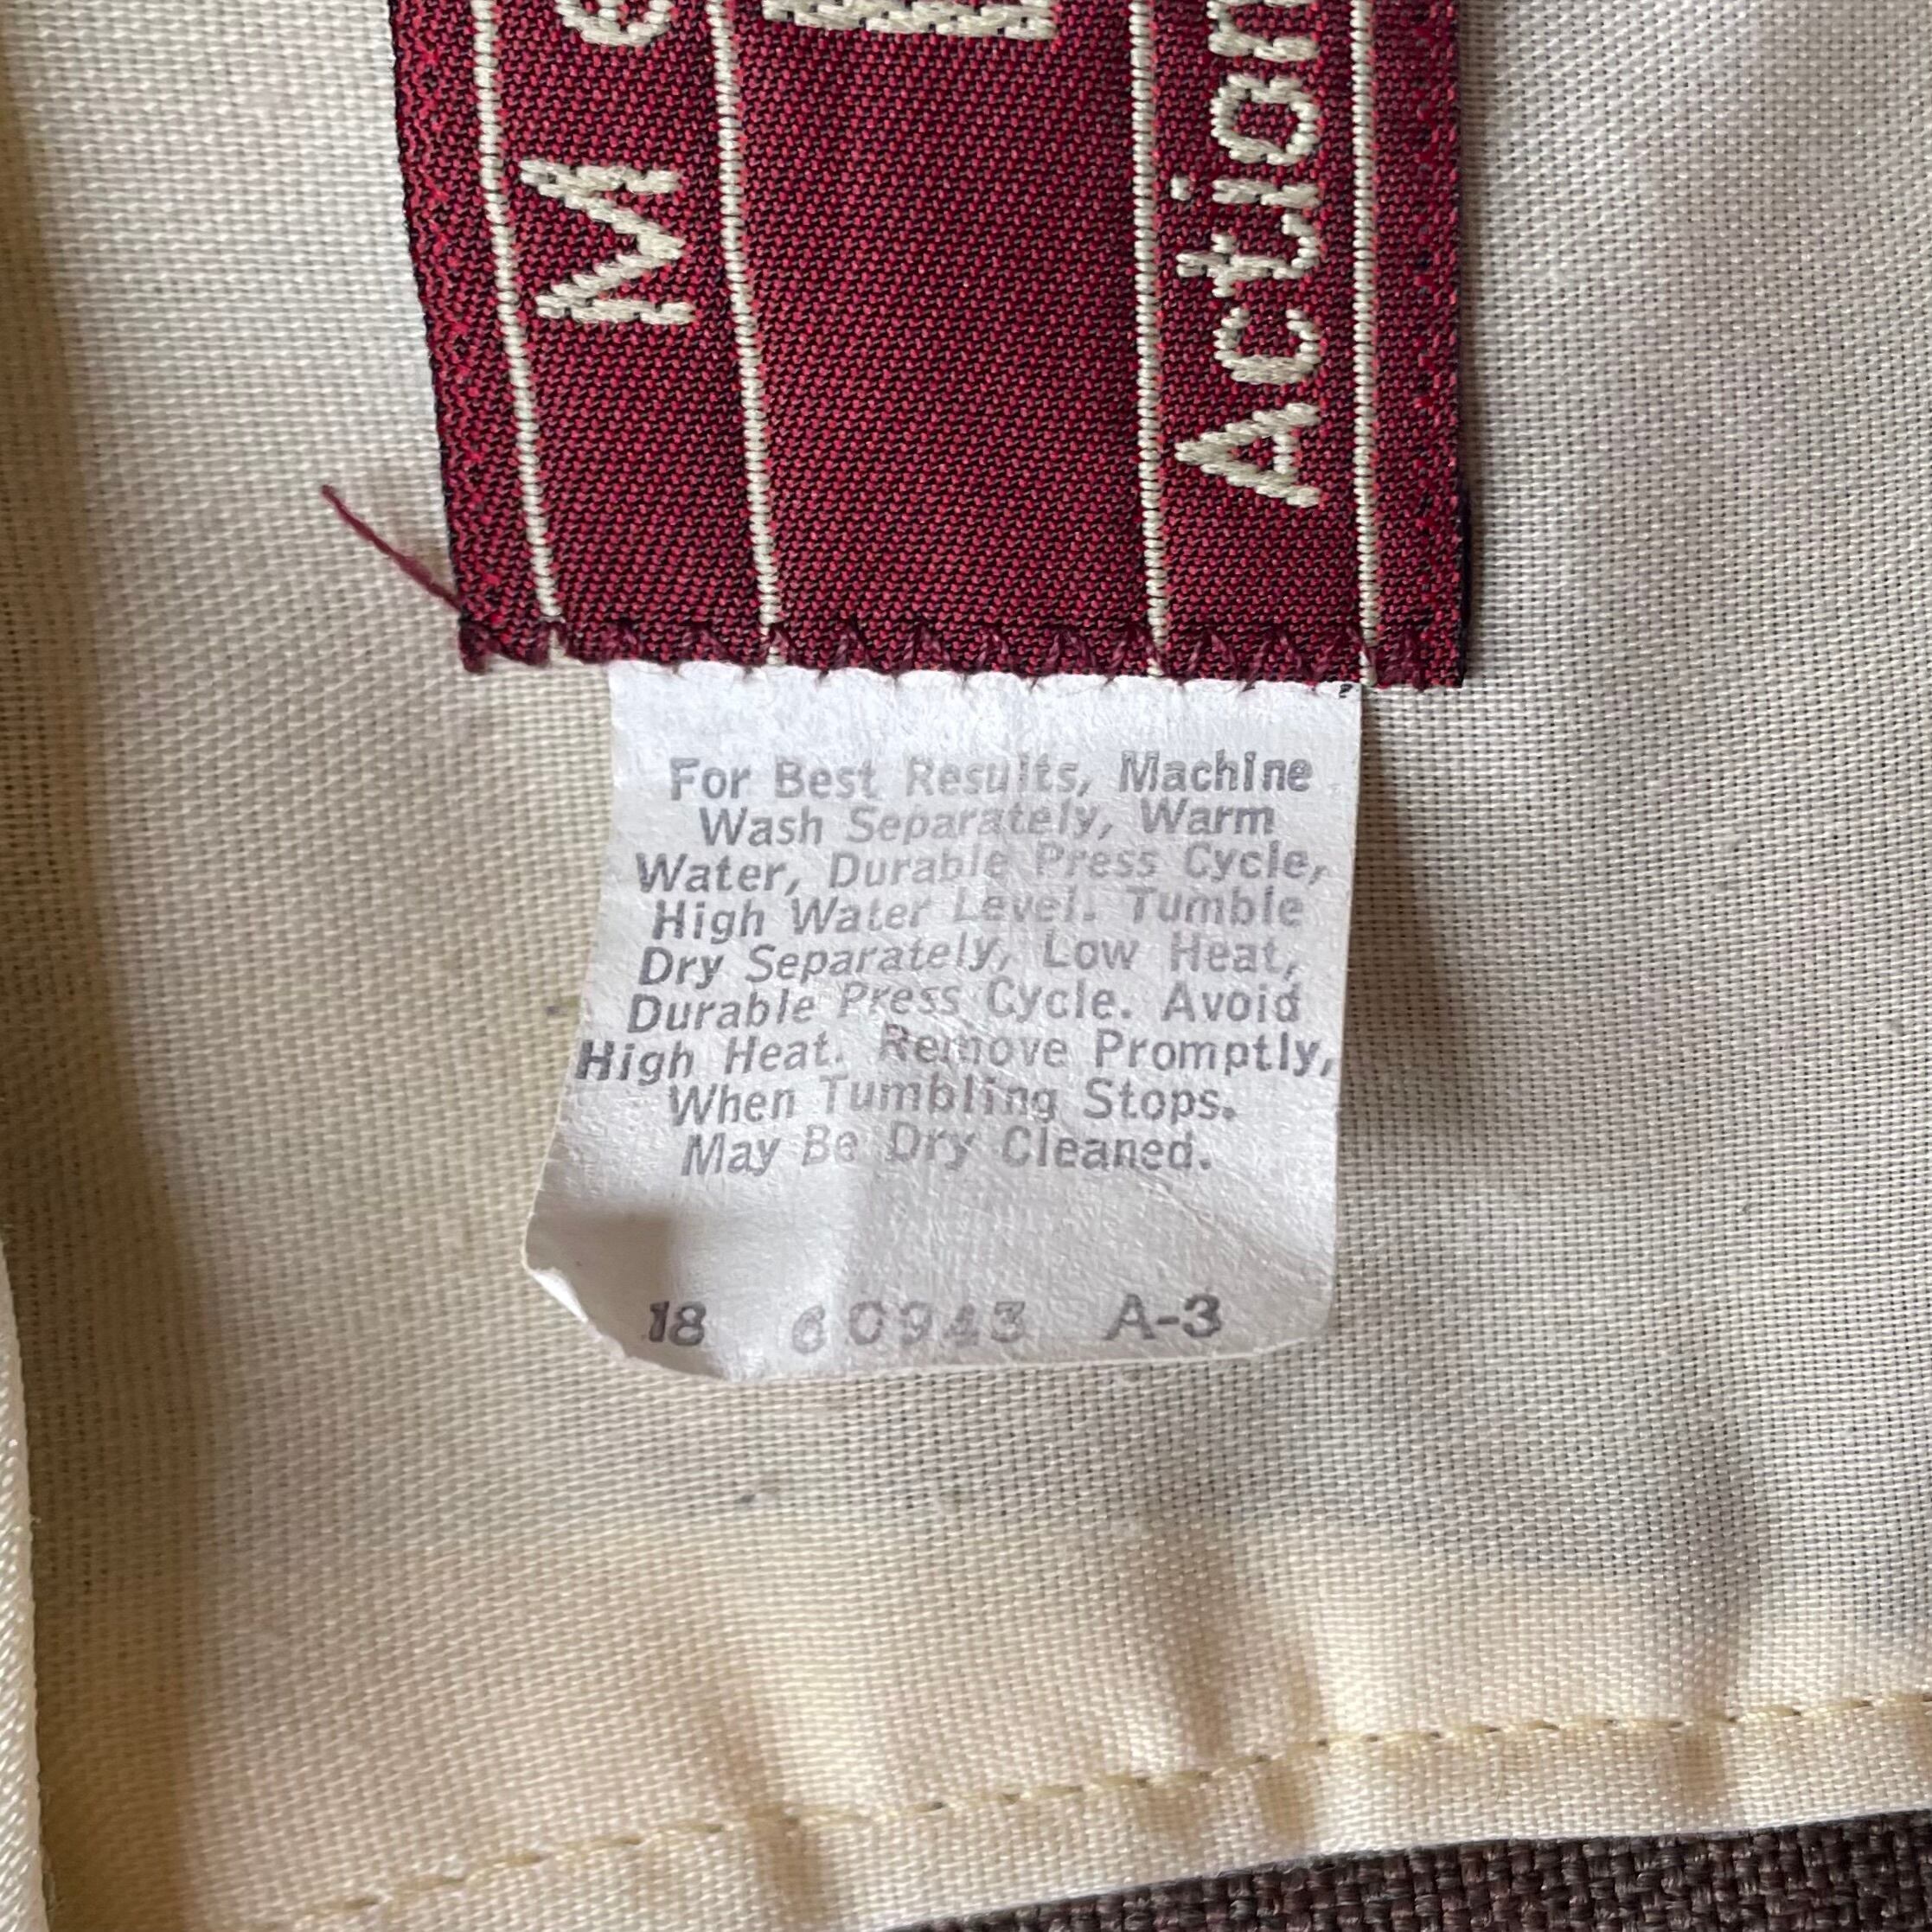 Action
For Best Results, Machine
Wash Separately, Warm
Water, Durable Press Cycle,
High Water Level. Tumble
Dry Separately, Low Heat,
Durable Press Cycle. Avoid
High Heat. Remove Promptly,
When Tumbling Stops.
May Be Dry Cleaned.
18 60943 A-3